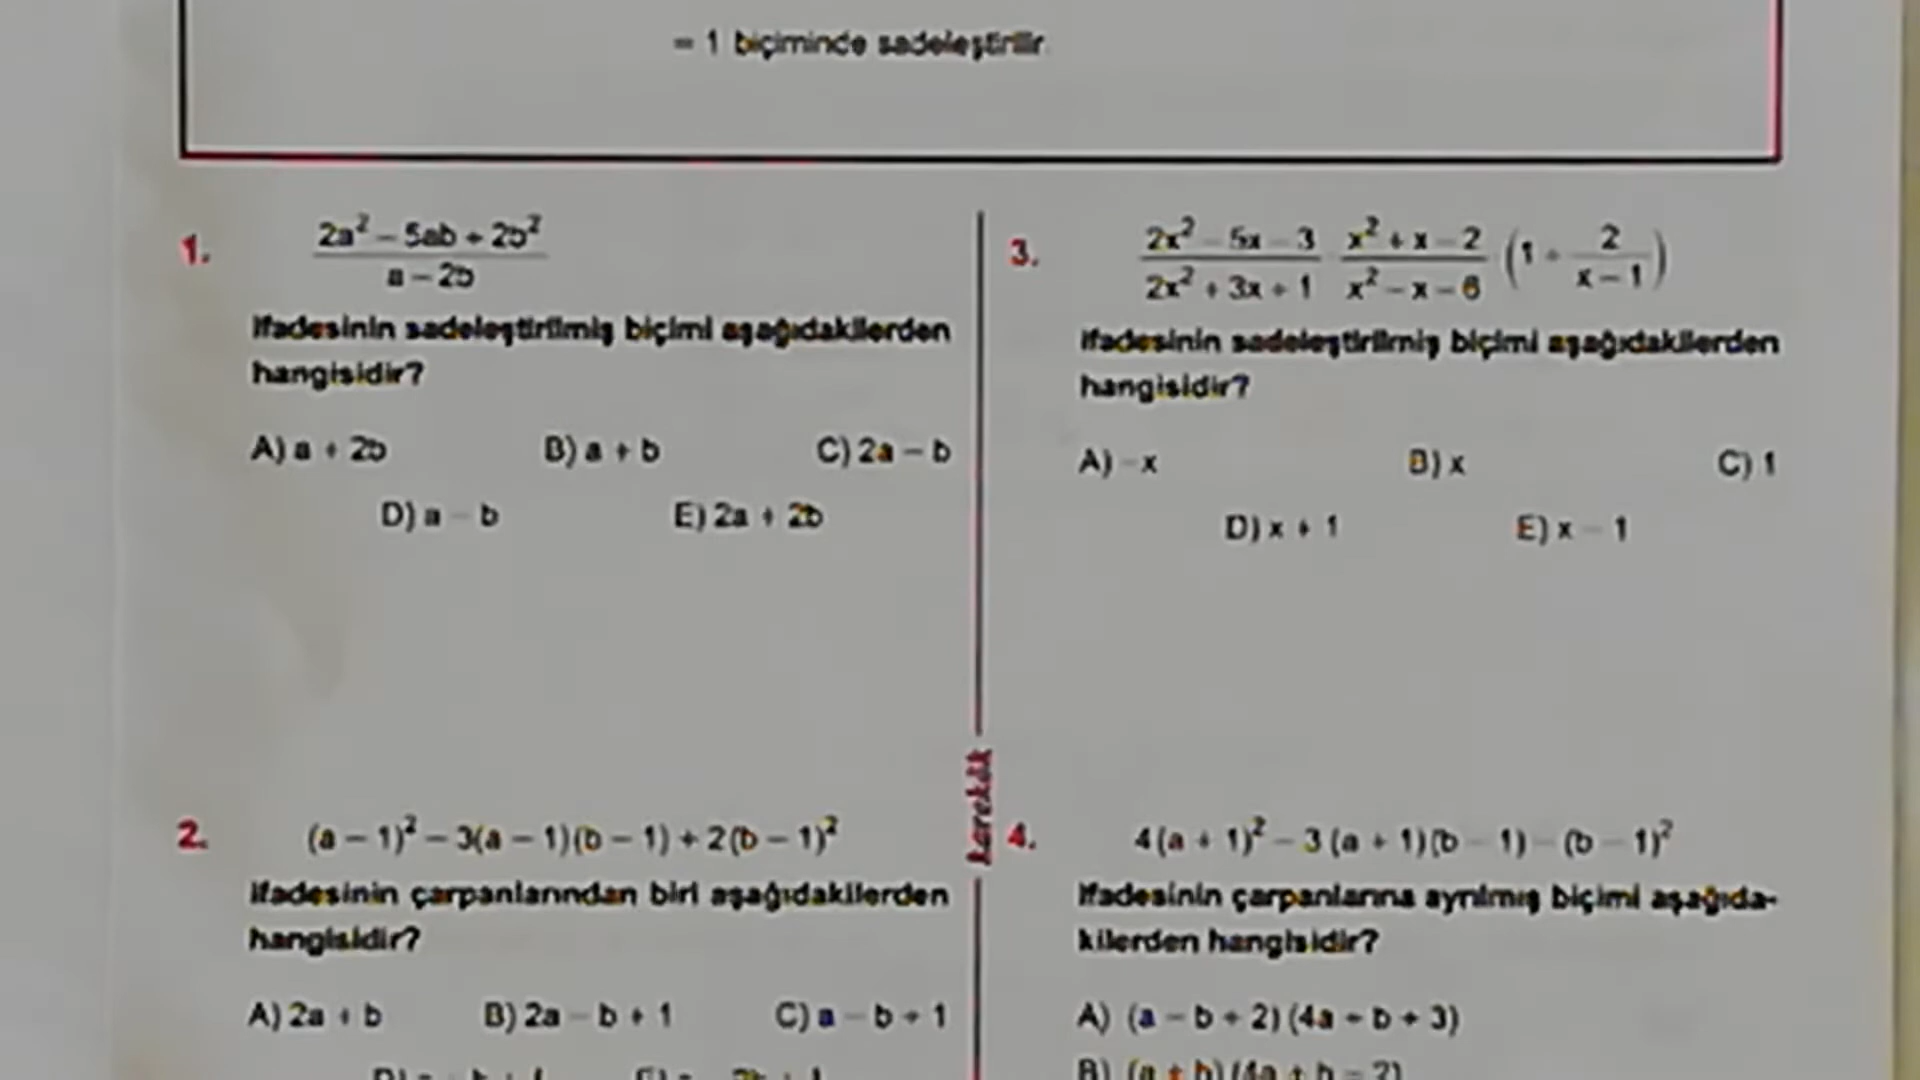 = 1 biçiminde sadeleştirilir
1. (2a² – 5ab + 2b²) / (a – 2b)
ifadesinin sadeleştirilmiş biçimi aşağıdakilerden
hangisidir?
A) a + 2b B) a + b C) 2a – b
D) a – b E) 2a + 2b
2. (a – 1)² – 3(a – 1)(b – 1) + 2(b – 1)²
ifadesinin çarpanlarından biri aşağıdakilerden
hangisidir?
A) 2a + b B) 2a – b + 1 C) a – b + 1
karekök
3. (2x² – 5x – 3) / (2x² + 3x + 1) (x² + x – 2) / (x² – x – 6) (1 + 2 / (x – 1))
ifadesinin sadeleştirilmiş biçimi aşağıdakilerden
hangisidir?
A) – x B) x C) 1
D) x + 1 E) x – 1
4. 4(a + 1)² – 3(a + 1)(b – 1) – (b – 1)²
ifadesinin çarpanlarına ayrılmış biçimi aşağıda-
kilerden hangisidir?
A) (a – b + 2)(4a + b + 3)
B) (a + b)(4a + b – 2)